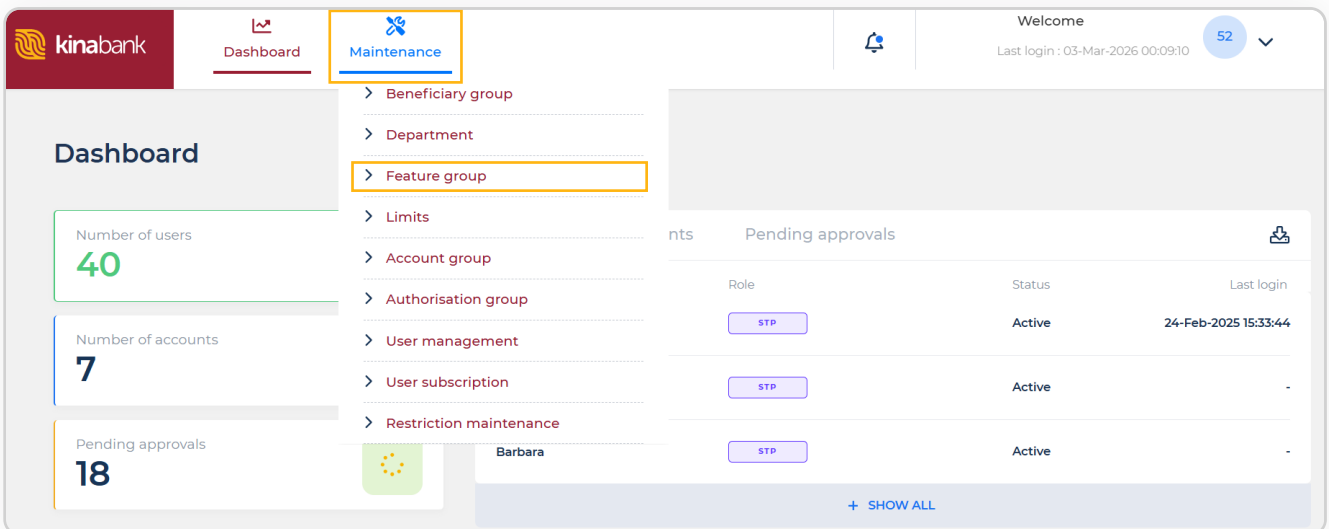 kinabank
Dashboard
Maintenance
Welcome
Last login : 03-Mar-2026 00:09:10
52
Beneficiary group
Department
Feature group
Limits
Account group
Authorisation group
User management
User subscription
Restriction maintenance
Dashboard
Number of users
40
Number of accounts
7
Pending approvals
18
nts
Pending approvals
Role
Status
Last login
STP
Active
24-Feb-2025 15:33:44
STP
Active
-
Barbara
STP
Active
-
+ SHOW ALL